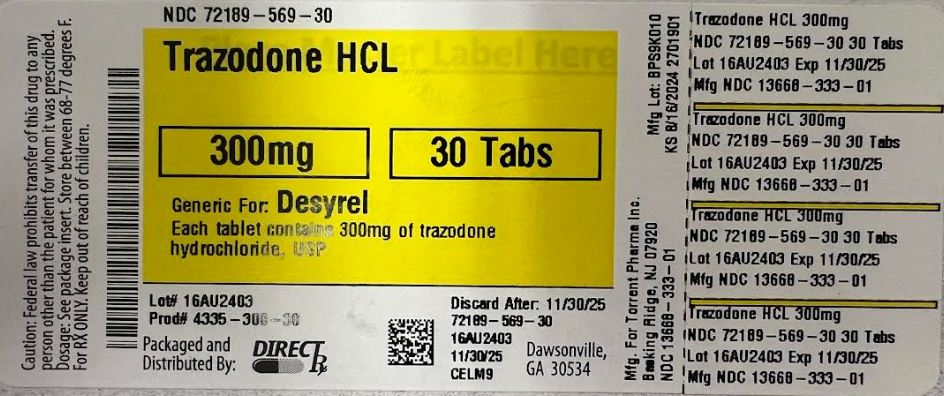 Caution: Federal law prohibits transfer of this drug to any
person other than the patient for whom it was prescribed.
Dosage: See package insert. Store between 68-77 degrees F.
For RX ONLY. Keep out of reach of children.
NDC 72189-569-30
Label Here
Trazodone HCL
300mg
30 Tabs
Generic For: Desyrel
Each tablet contains 300mg of trazodone
hydrochloride, USP
Lot# 16AU2403
Prod# 4335-300-30
Packaged and
Distributed By:
DIRECT Rx
Discard After: 11/30/25
72189-569-30
16AU2403
11/30/25
CELM9
Dawsonville,
GA 30534
Mfg. For Torrent Pharma Inc.
Basking Ridge, NJ 07920
NDC 13668-333-01
Mfg Lot: BPS9K010
KS 8/16/2024 2701901
Trazodone HCL 300mg
NDC 72189-569-30 30 Tabs
Lot 16AU2403 Exp 11/30/25
Mfg NDC 13668-333-01
Trazodone HCL 300mg
NDC 72189-569-30 30 Tabs
Lot 16AU2403 Exp 11/30/25
Mfg NDC 13668-333-01
Trazodone HCL 300mg
NDC 72189-569-30 30 Tabs
Lot 16AU2403 Exp 11/30/25
Mfg NDC 13668-333-01
Trazodone HCL 300mg
NDC 72189-569-30 30 Tabs
Lot 16AU2403 Exp 11/30/25
Mfg NDC 13668-333-01